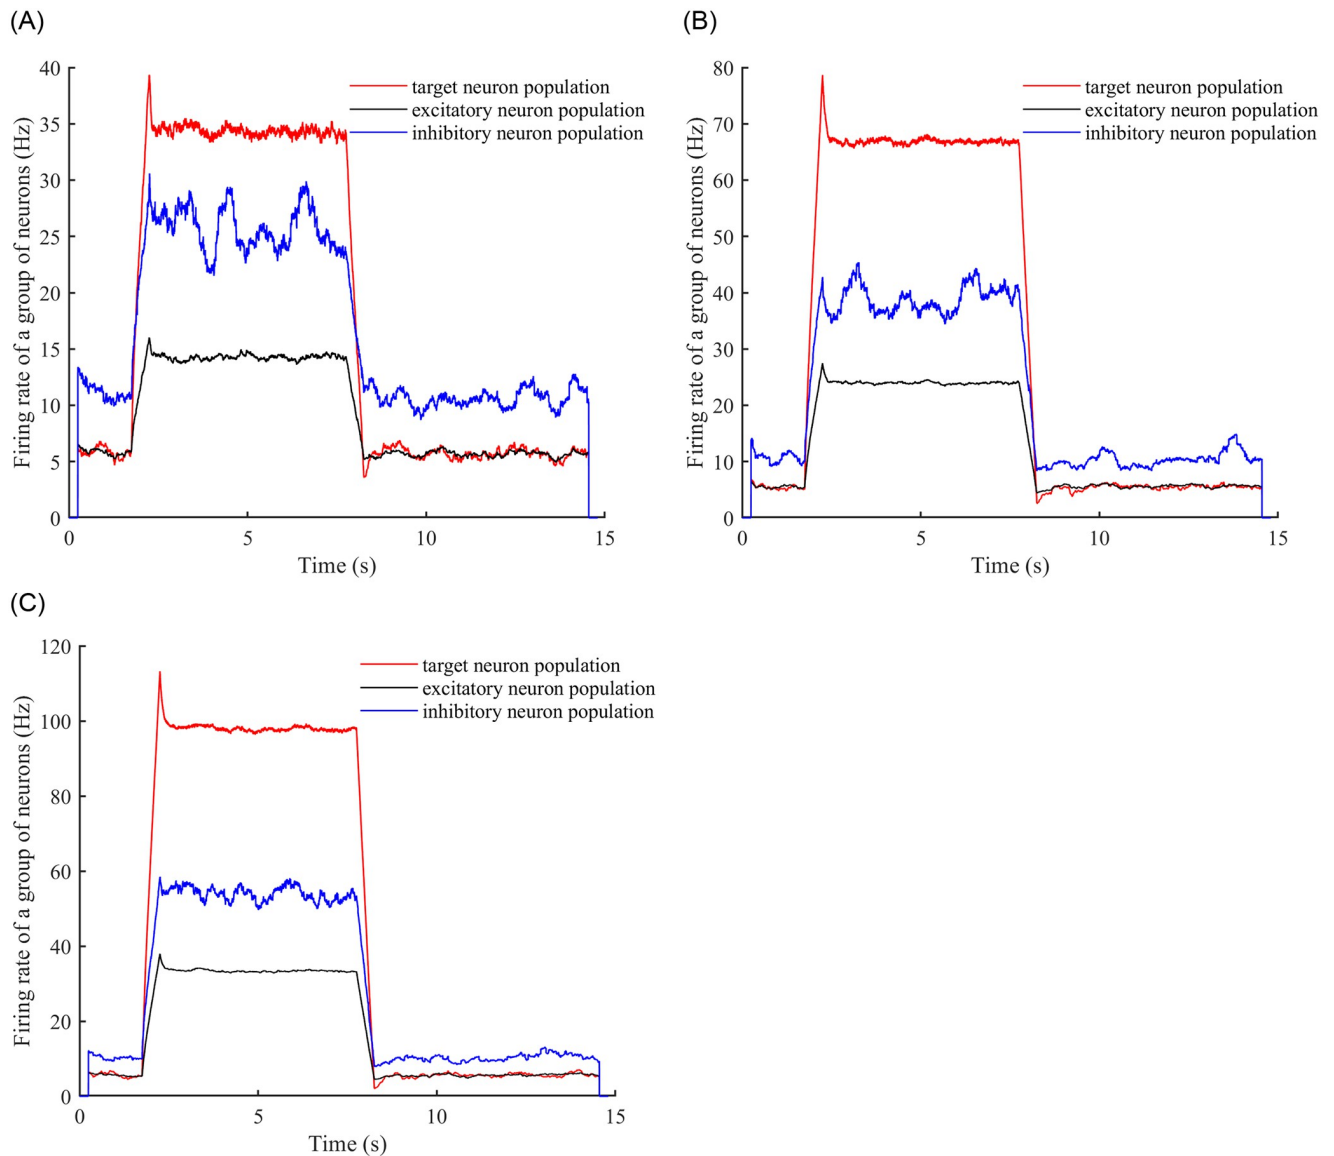 (A)
40
35
30
25
20
15
10
5
0
0 5 10 15
Time (s)
Firing rate of a group of neurons (Hz)
target neuron population
excitatory neuron population
inhibitory neuron population
(B)
80
70
60
50
40
30
20
10
0
0 5 10 15
Time (s)
Firing rate of a group of neurons (Hz)
target neuron population
excitatory neuron population
inhibitory neuron population
(C)
120
100
80
60
40
20
0
0 5 10 15
Time (s)
Firing rate of a group of neurons (Hz)
target neuron population
excitatory neuron population
inhibitory neuron population